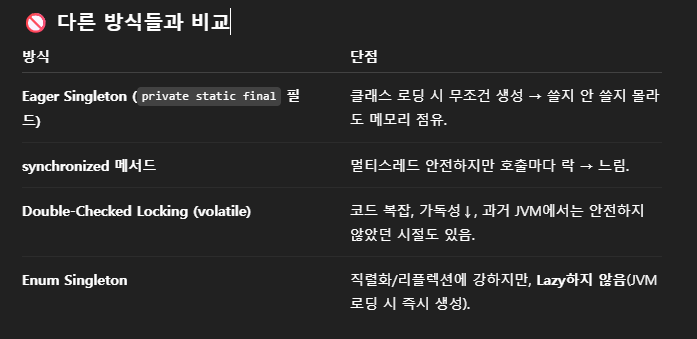 🚫 다른 방식들과 비교
방식 단점
Eager Singleton (private static final 필 클래스 로딩 시 무조건 생성 → 쓸지 안 쓸지 몰라
드) 도 메모리 점유.
synchronized 메서드 멀티스레드 안전하지만 호출마다 락 → 느림.
Double-Checked Locking (volatile) 코드 복잡, 가독성↓, 과거 JVM에서는 안전하지
않았던 시절도 있음.
Enum Singleton 직렬화/리플렉션에 강하지만, Lazy하지 않음(JVM
로딩 시 즉시 생성).